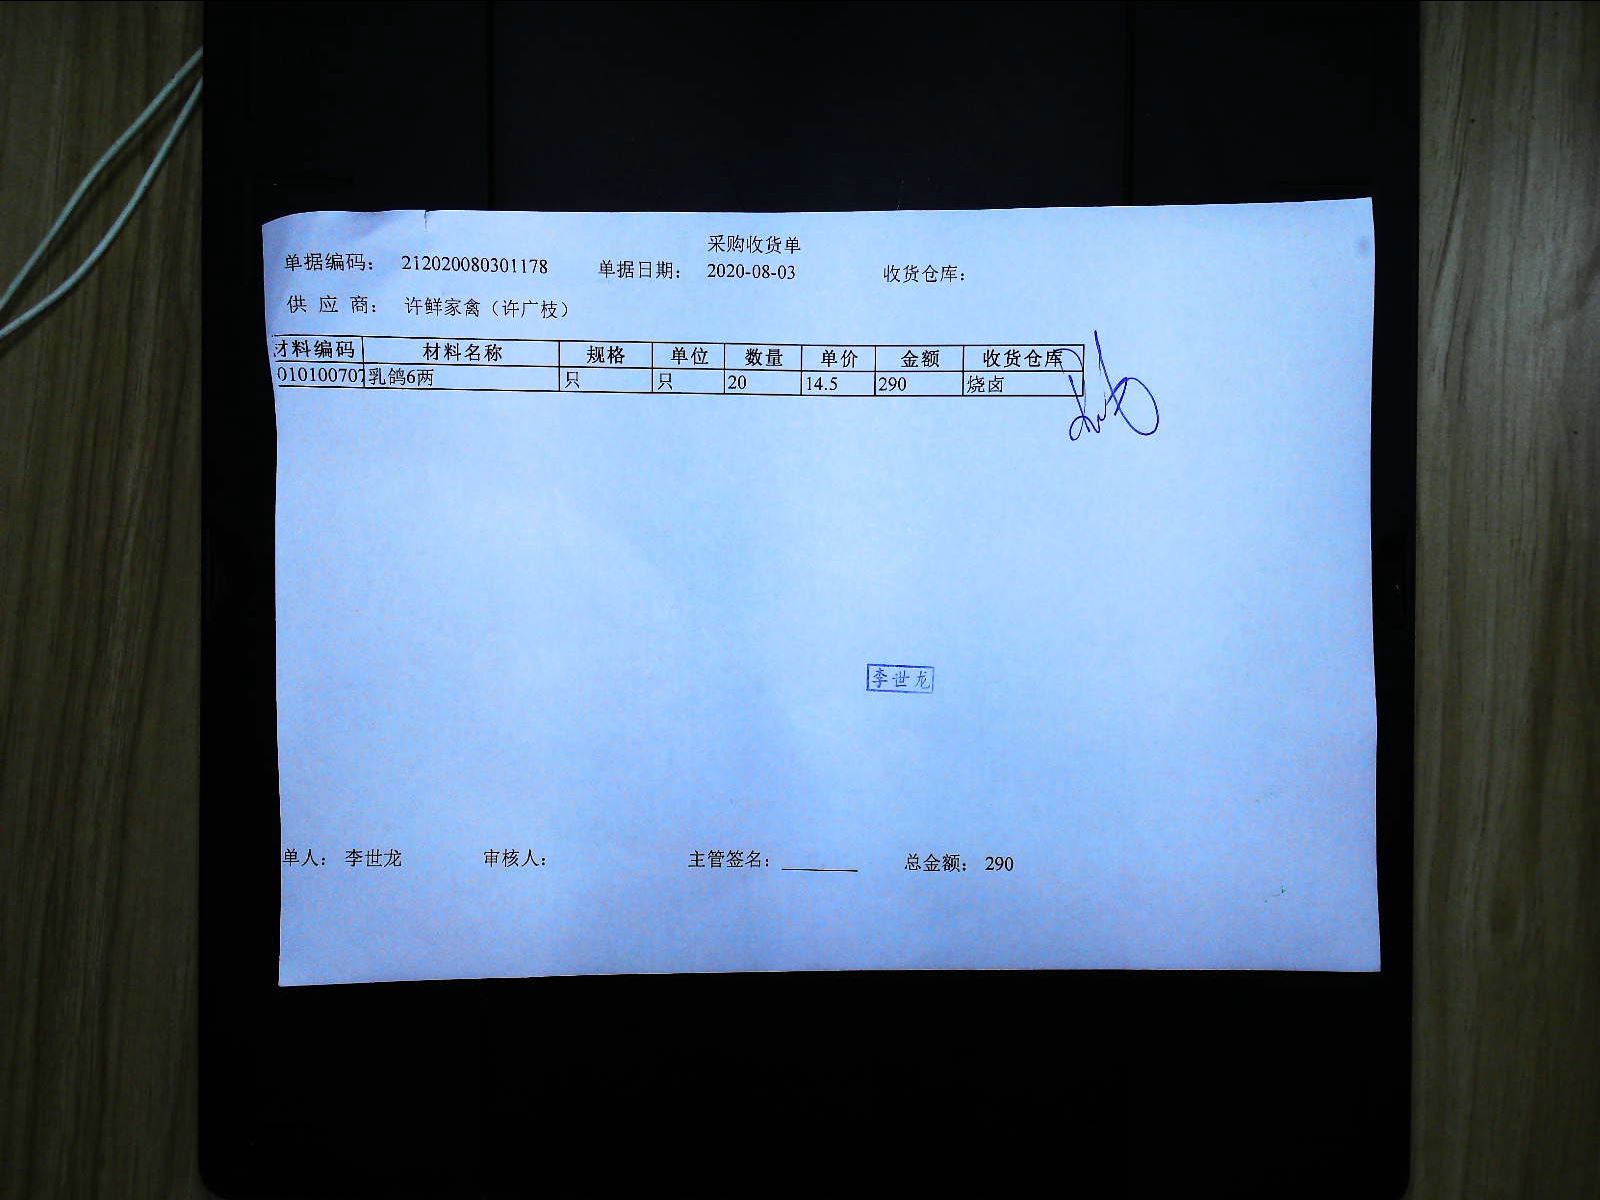 采购收货单
单据编码： 212020080301178 单据日期： 2020-08-03 收货仓库：
供 应 商： 许鲜家禽（许广枝）
材料编码 材料名称 规格 单位 数量 单价 金额 收货仓库
010100707 乳鸽6两 只 只 20 14.5 290 烧卤
李世龙
单人： 李世龙 审核人： 主管签名： 总金额： 290